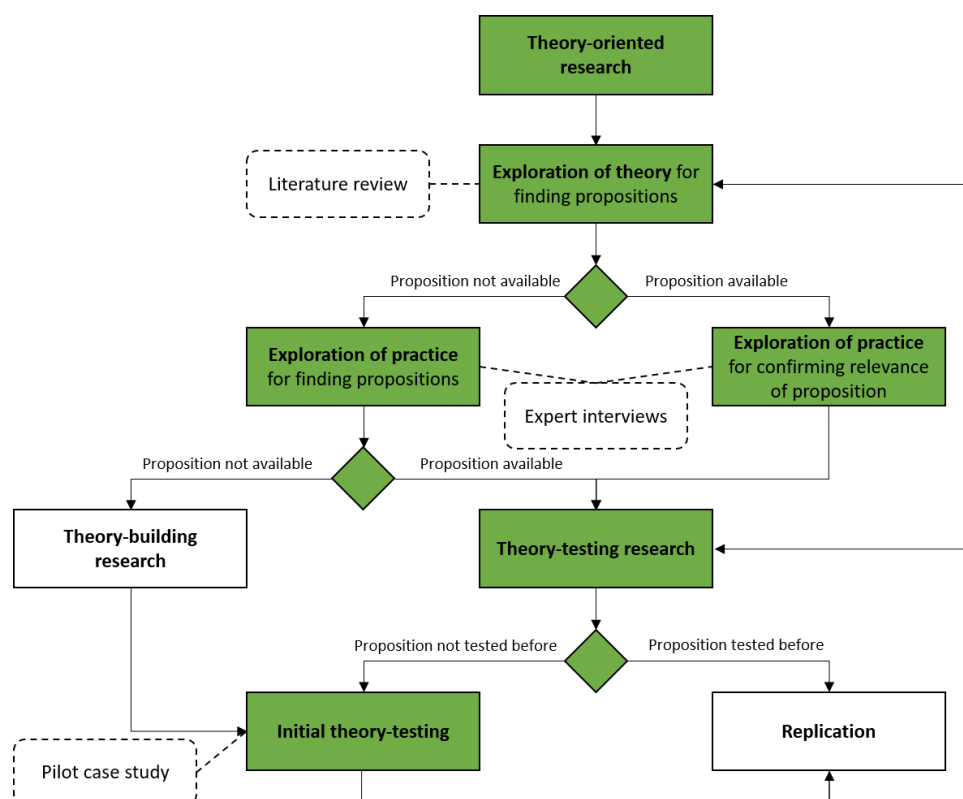 Theory-oriented
research
Literature review
Exploration of theory for
finding propositions
Proposition not available
Proposition available
Exploration of practice
for finding propositions
Exploration of practice
for confirming relevance
of proposition
Expert interviews
Proposition not available
Proposition available
Theory-building
research
Theory-testing research
Proposition not tested before
Proposition tested before
Initial theory-testing
Replication
Pilot case study